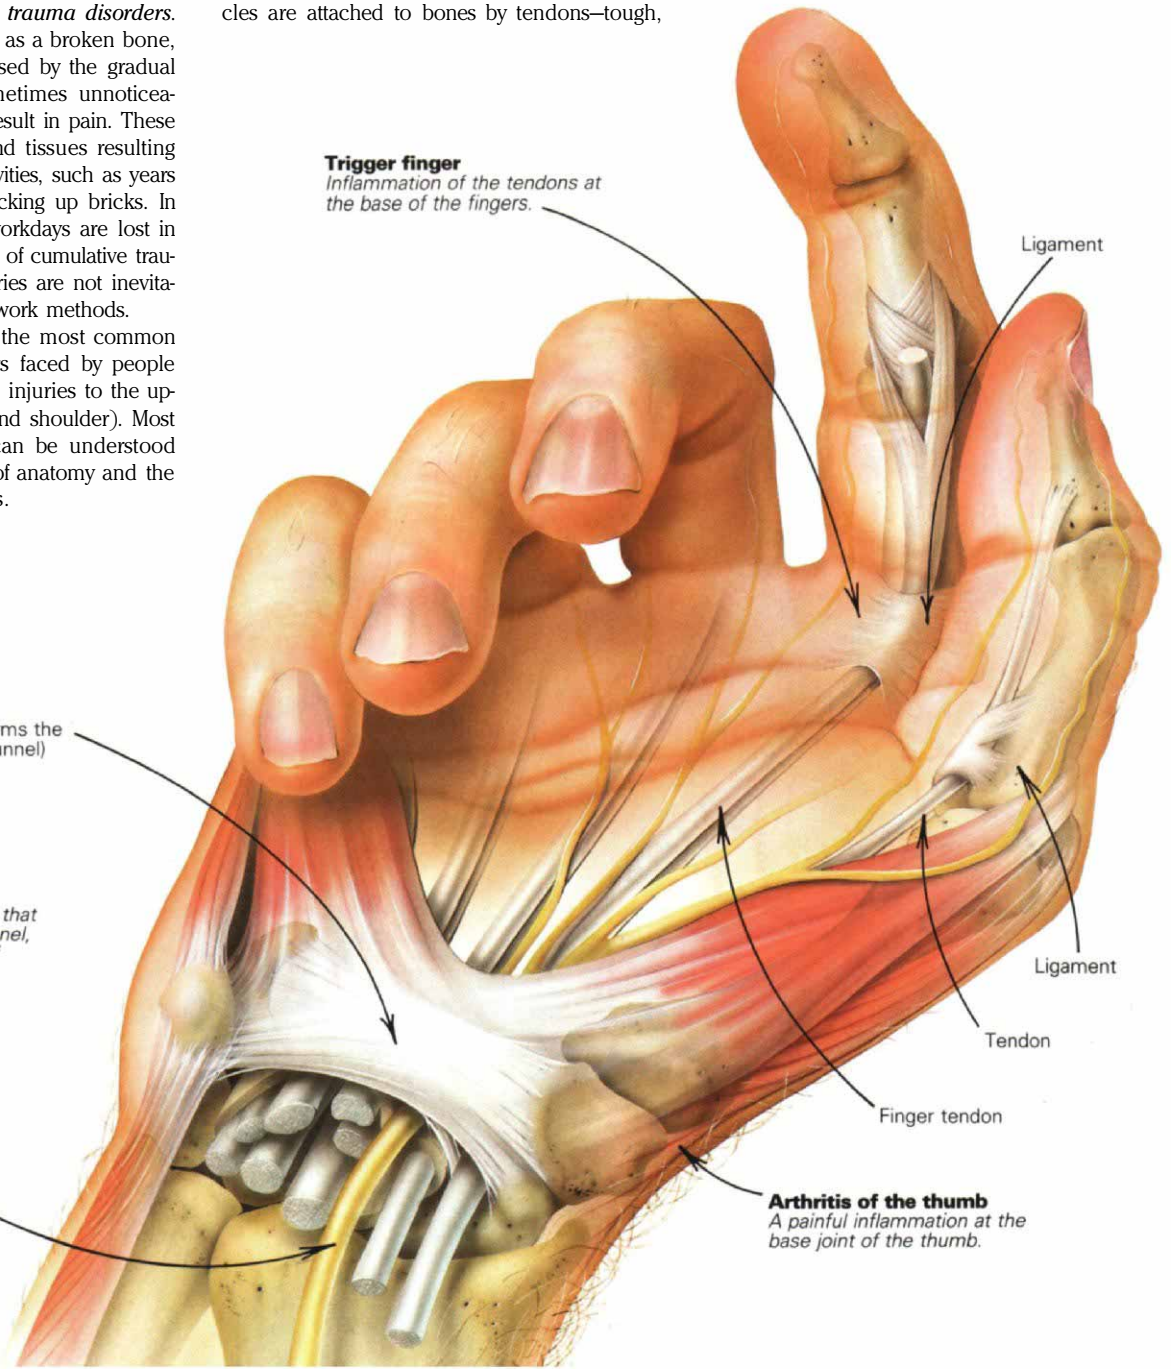 trauma disorders.
as a broken bone,
sed by the gradual
netimes unnoticea-
esult in pain. These
nd tissues resulting
vities, such as years
cking up bricks. In
workdays are lost in
of cumulative trau-
ries are not inevita-
work methods.
the most common
rs faced by people
injuries to the up-
nd shoulder). Most
can be understood
of anatomy and the
s.
cles are attached to bones by tendons—tough,
Trigger finger
Inflammation of the tendons at
the base of the fingers.
Ligament
ms the
unnel)
that
nel,
Ligament
Tendon
Finger tendon
Arthritis of the thumb
A painful inflammation at the
base joint of the thumb.